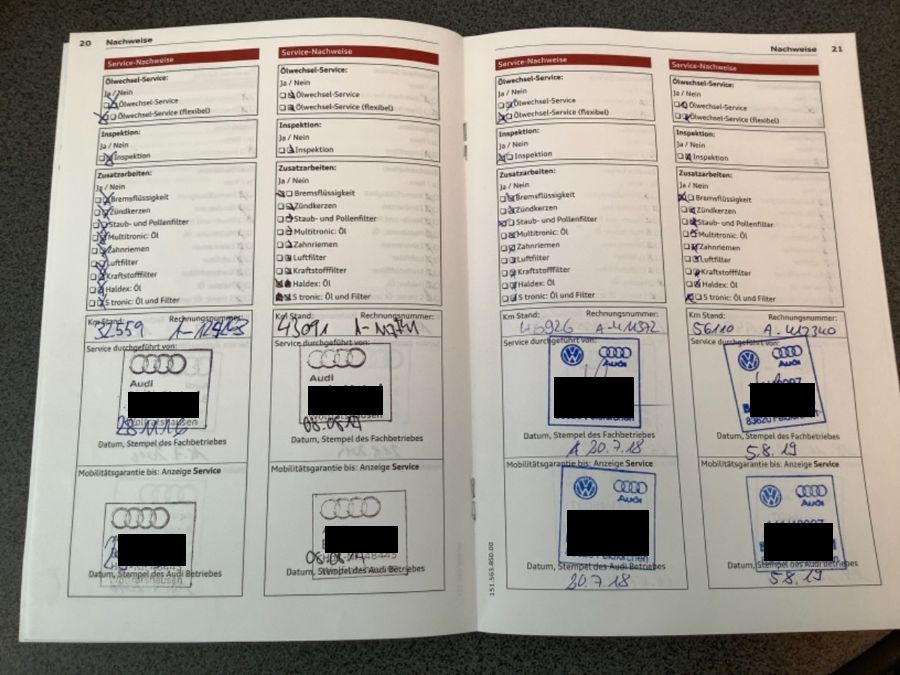 20 Nachweise
Service-Nachweise
Ölwechsel-Service:
Ja / Nein
Ölwechsel-Service
Ölwechsel-Service (flexibel)
Inspektion:
Ja / Nein
Inspektion
Zusatzarbeiten:
Ja / Nein
Bremsflüssigkeit
Zündkerzen
Staub- und Pollenfilter
Multitronic: Öl
Zahnriemen
Luftfilter
Kraftstofffilter
Haldex: Öl
S tronic: Öl und Filter
Km Stand: Rechnungsnummer:
32559
Service durchgeführt von:
Audi
Wolfratshausen
28.11.16
Datum, Stempel des Fachbetriebes
Mobilitätsgarantie bis: Anzeige Service
Datum, Stempel des Audi Betriebes
Service-Nachweise
Ölwechsel-Service:
Ja / Nein
Ölwechsel-Service
Ölwechsel-Service (flexibel)
Inspektion:
Ja / Nein
Inspektion
Zusatzarbeiten:
Ja / Nein
Bremsflüssigkeit
Zündkerzen
Staub- und Pollenfilter
Multitronic: Öl
Zahnriemen
Luftfilter
Kraftstofffilter
Haldex: Öl
S tronic: Öl und Filter
Km Stand: Rechnungsnummer:
43091
Service durchgeführt von:
Audi
Wolfratshausen
08.08.17
Datum, Stempel des Fachbetriebes
Mobilitätsgarantie bis: Anzeige Service
08.08.17
Datum, Stempel des Audi Betriebes
Nachweise 21
Service-Nachweise
Ölwechsel-Service:
Ja / Nein
Ölwechsel-Service
Ölwechsel-Service (flexibel)
Inspektion:
Ja / Nein
Inspektion
Zusatzarbeiten:
Ja / Nein
Bremsflüssigkeit
Zündkerzen
Staub- und Pollenfilter
Multitronic: Öl
Zahnriemen
Luftfilter
Kraftstofffilter
Haldex: Öl
S tronic: Öl und Filter
Km Stand: Rechnungsnummer:
46926
Service durchgeführt von:
Audi
Datum, Stempel des Fachbetriebes
20.7.18
Mobilitätsgarantie bis: Anzeige Service
Audi
Datum, Stempel des Audi Betriebes
20.7.18
151.563.850.00
Service-Nachweise
Ölwechsel-Service:
Ja / Nein
Ölwechsel-Service
Ölwechsel-Service (flexibel)
Inspektion:
Ja / Nein
Inspektion
Zusatzarbeiten:
Ja / Nein
Bremsflüssigkeit
Zündkerzen
Staub- und Pollenfilter
Multitronic: Öl
Zahnriemen
Luftfilter
Kraftstofffilter
Haldex: Öl
S tronic: Öl und Filter
Km Stand: Rechnungsnummer:
56110
Service durchgeführt von:
Audi
Datum, Stempel des Fachbetriebes
5.8.19
Mobilitätsgarantie bis: Anzeige Service
Audi
Datum, Stempel des Audi Betriebes
5.8.19